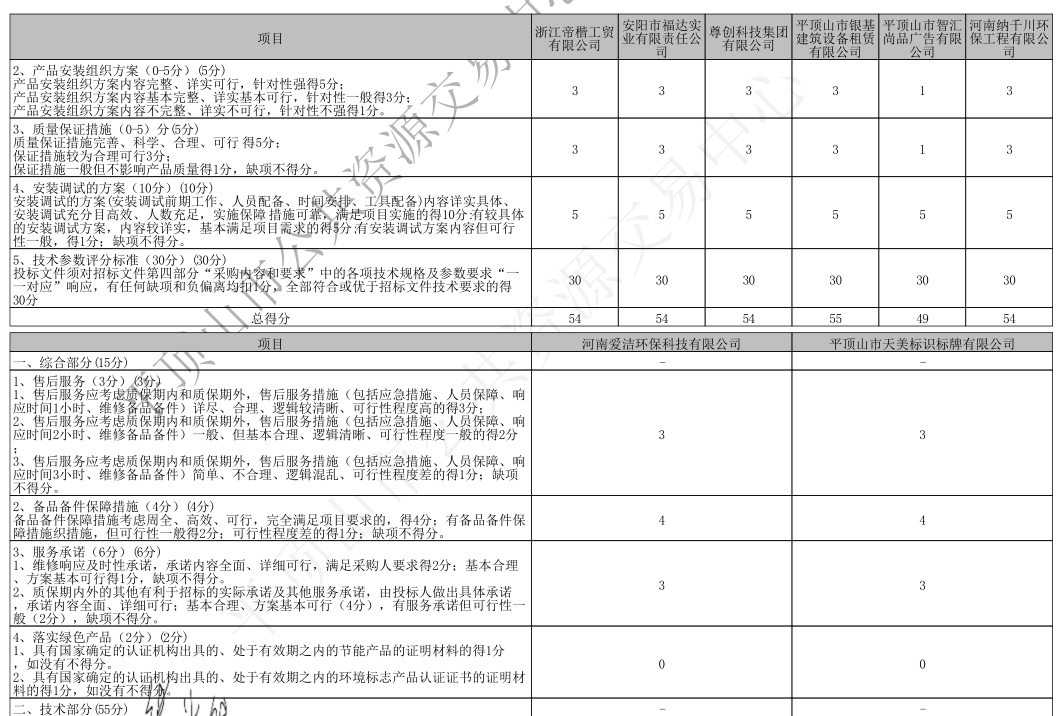 项目 浙江帝楷工贸有限公司 安阳市福达实业有限责任公司 尊创科技集团有限公司 平顶山市银基建筑设备租赁有限公司 平顶山市智汇尚品广告有限公司 河南纳千川环保工程有限公司
2、产品安装组织方案（0-5分）(5分)
产品安装组织方案内容完整、详实可行，针对性强得5分；
产品安装组织方案内容基本完整、详实基本可行，针对性一般得3分；
产品安装组织方案内容不完整、详实不可行，针对性不强得1分。
3 3 3 3 1 3
3、质量保证措施（0-5）分(5分)
质量保证措施完善、科学、合理、可行 得5分；
保证措施较为合理可行3分；
保证措施一般但不影响产品质量得1分，缺项不得分。
3 3 3 3 1 3
4、安装调试的方案（10分）(10分)
安装调试的方案(安装调试前期工作、人员配备、时间安排、工具配备)内容详实具体、
安装调试充分目高效、人数充足，实施保障 措施可靠，满足项目实施的得10分;有较具体
的安装调试方案，内容较详实，基本满足项目需求的得5分;有安装调试方案内容但可行
性一般，得1分；缺项不得分。
5 5 5 5 5 5
5、技术参数评分标准（30分）(30分)
投标文件须对招标文件第四部分“采购内容和要求”中的各项技术规格及参数要求“一
一对应”响应，有任何缺项和负偏离均扣1分，全部符合或优于招标文件技术要求的得
30分
30 30 30 30 30 30
总得分 54 54 54 55 49 54
项目 河南爱洁环保科技有限公司 平顶山市天美标识标牌有限公司
一、综合部分(15分) - -
1、售后服务（3分）(3分)
1、售后服务应考虑质保期内和质保期外，售后服务措施（包括应急措施、人员保障、响
应时间1小时、维修备品备件）详尽、合理、逻辑较清晰、可行性程度高的得3分；
2、售后服务应考虑质保期内和质保期外，售后服务措施（包括应急措施、人员保障、响
应时间2小时、维修备品备件）一般、但基本合理、逻辑清晰、可行性程度一般的得2分
；
3、售后服务应考虑质保期内和质保期外，售后服务措施（包括应急措施、人员保障、响
应时间3小时、维修备品备件）简单、不合理、逻辑混乱、可行性程度差的得1分；缺项
不得分。
3 3
2、备品备件保障措施（4分）(4分)
备品备件保障措施考虑周全、高效、可行，完全满足项目要求的，得4分；有备品备件保
障措施织措施，但可行性一般得2分；可行性程度差的得1分；缺项不得分。
4 4
3、服务承诺（6分）(6分)
1、维修响应及时性承诺，承诺内容全面、详细可行，满足采购人要求得2分；基本合理
、方案基本可行得1分，缺项不得分。
2、质保期内外的其他有利于招标的实际承诺及其他服务承诺，由投标人做出具体承诺
，承诺内容全面、详细可行；基本合理、方案基本可行（4分），有服务承诺但可行性一
般（2分），缺项不得分。
3 3
4、落实绿色产品（2分）(2分)
1、具有国家确定的认证机构出具的、处于有效期之内的节能产品的证明材料的得1分
，如没有不得分。
2、具有国家确定的认证机构出具的、处于有效期之内的环境标志产品认证证书的证明材
料的得1分，如没有不得分。
0 0
二、技术部分(55分) - -
平顶山市公共资源交易中心
平顶山市公共资源交易中心